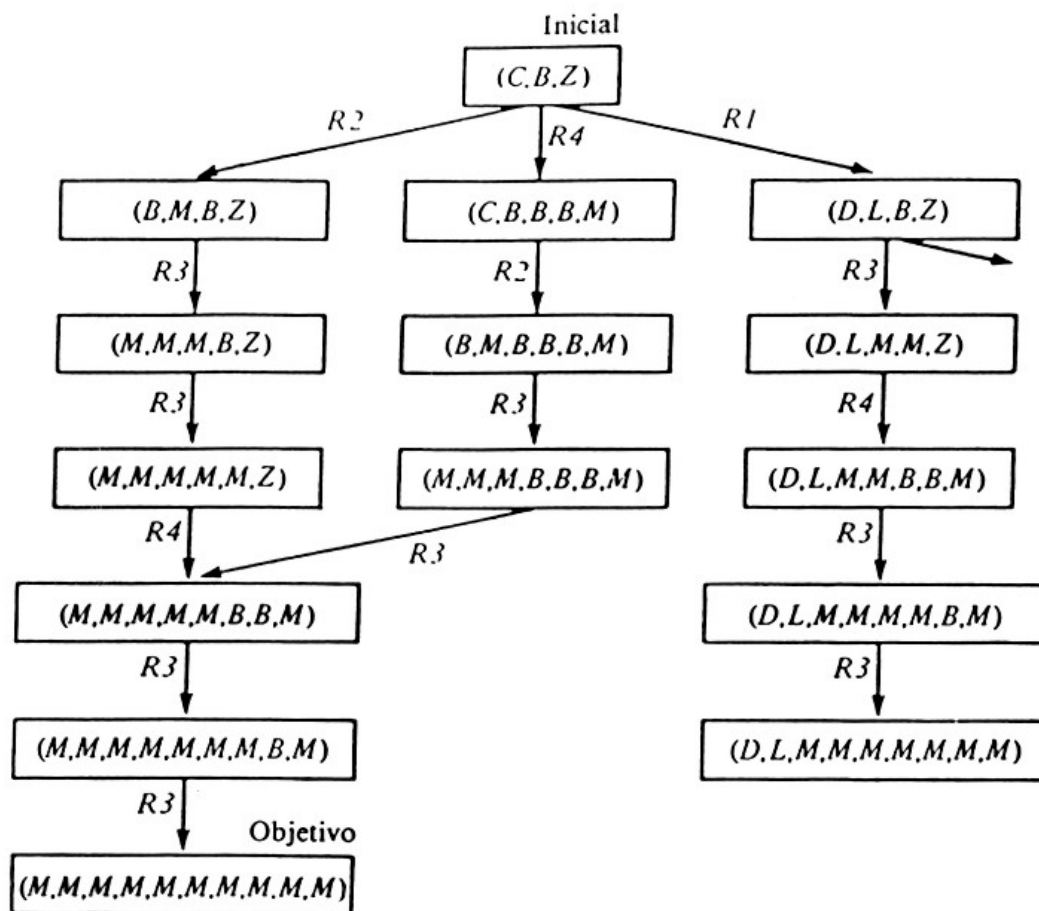 Inicial
(C,B,Z)
R2 R4 R1
(B,M,B,Z) (C,B,B,B,M) (D,L,B,Z)
R3 R2 R3
(M,M,M,B,Z) (B,M,B,B,B,M) (D,L,M,M,Z)
R3 R3 R4
(M,M,M,M,M,Z) (M,M,M,B,B,B,M) (D,L,M,M,B,B,M)
R4 R3 R3
(M,M,M,M,M,B,B,M) (D,L,M,M,M,M,B,M)
R3 R3
(M,M,M,M,M,M,M,B,M) (D,L,M,M,M,M,M,M,M)
R3 Objetivo
(M,M,M,M,M,M,M,M,M,M)